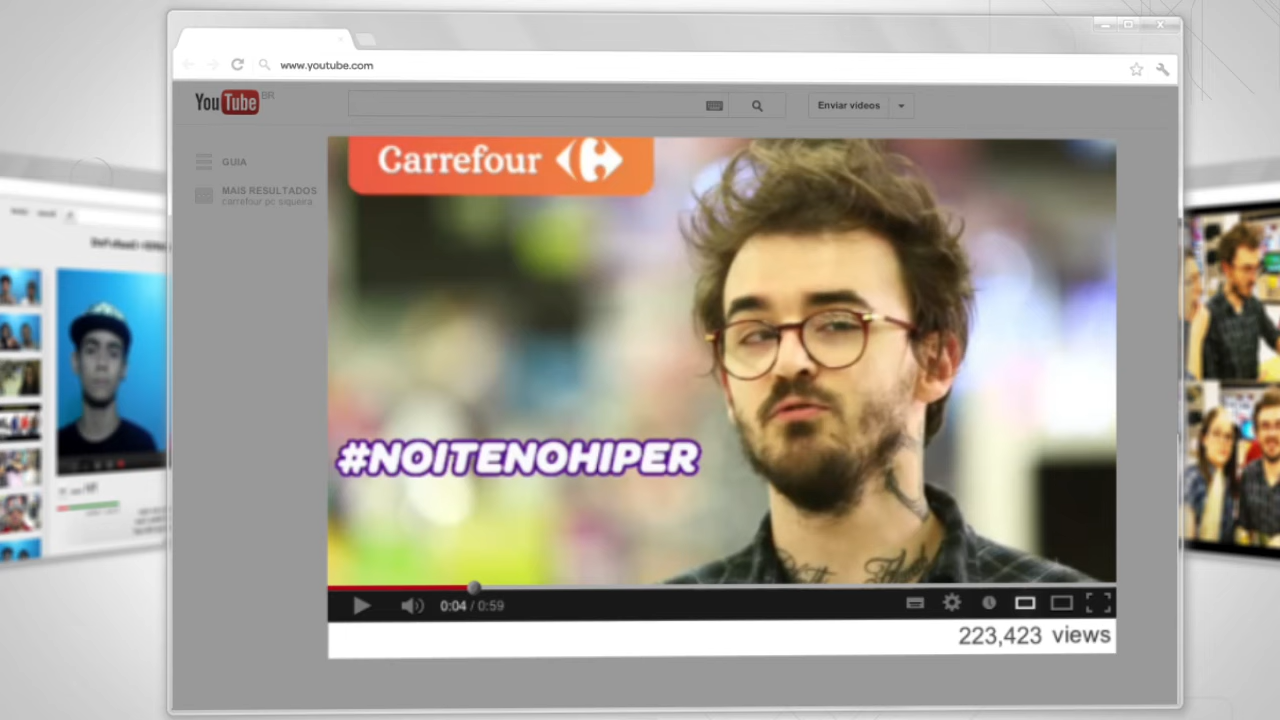 www.youtube.com
YouTube BR
Enviar vídeos
GUIA
MAIS RESULTADOS
carrefour pc siqueira
Carrefour
#NOITENOHIPER
0:04 / 0:59
223,423 views